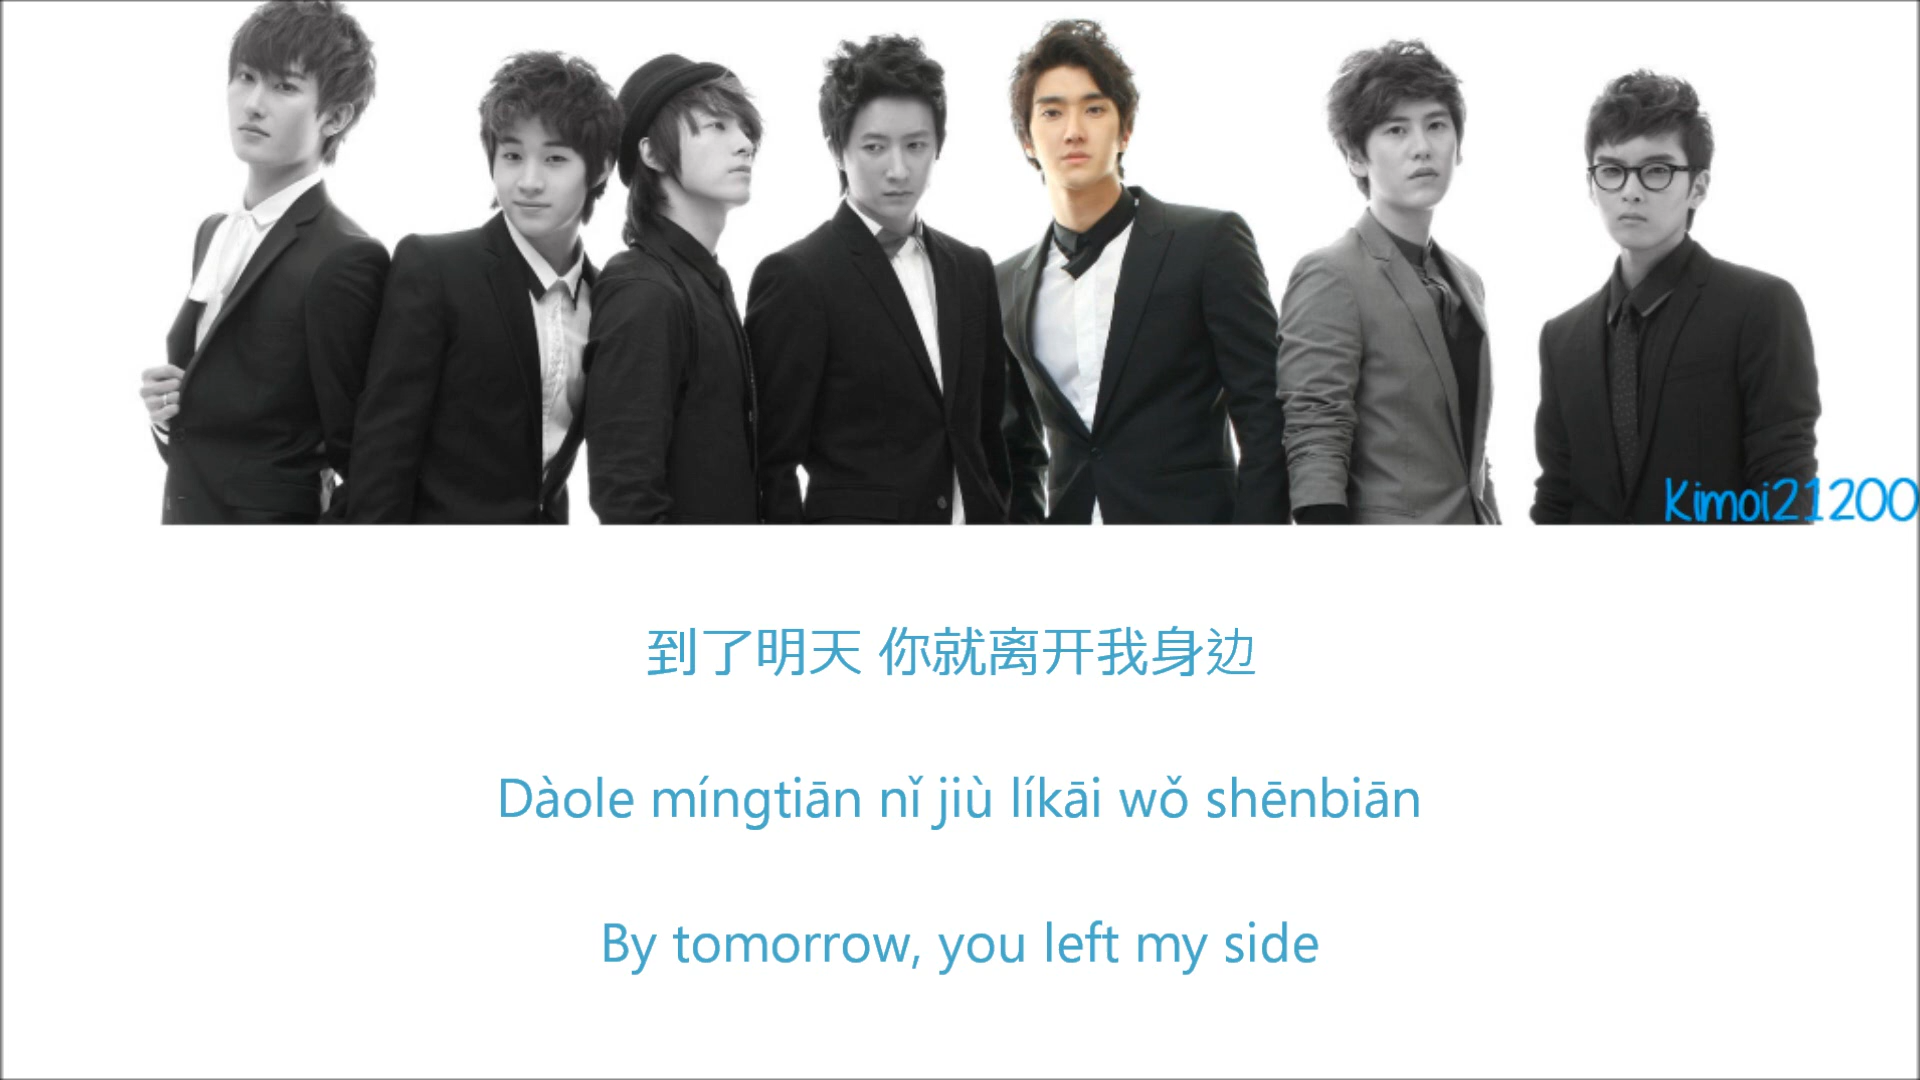 Kimoi21200
到了明天 你就离开我身边
Dàole míngtiān nǐ jiù líkāi wǒ shēnbiān
By tomorrow, you left my side